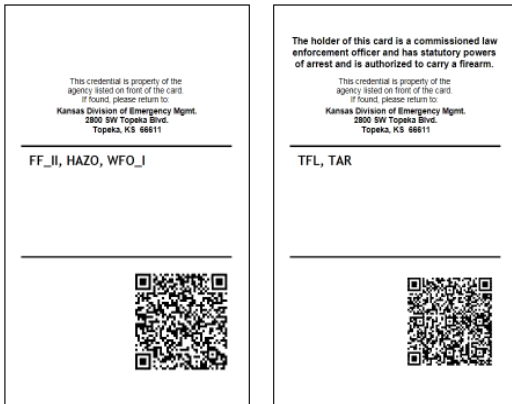 This credential is property of the
agency listed on front of the card.
If found, please return to:
Kansas Division of Emergency Mgmt.
2800 SW Topeka Blvd.
Topeka, KS 66611
FF_II, HAZO, WFO_I
The holder of this card is a commissioned law
enforcement officer and has statutory powers
of arrest and is authorized to carry a firearm.
This credential is property of the
agency listed on front of the card.
If found, please return to:
Kansas Division of Emergency Mgmt.
2800 SW Topeka Blvd.
Topeka, KS 66611
TFL, TAR